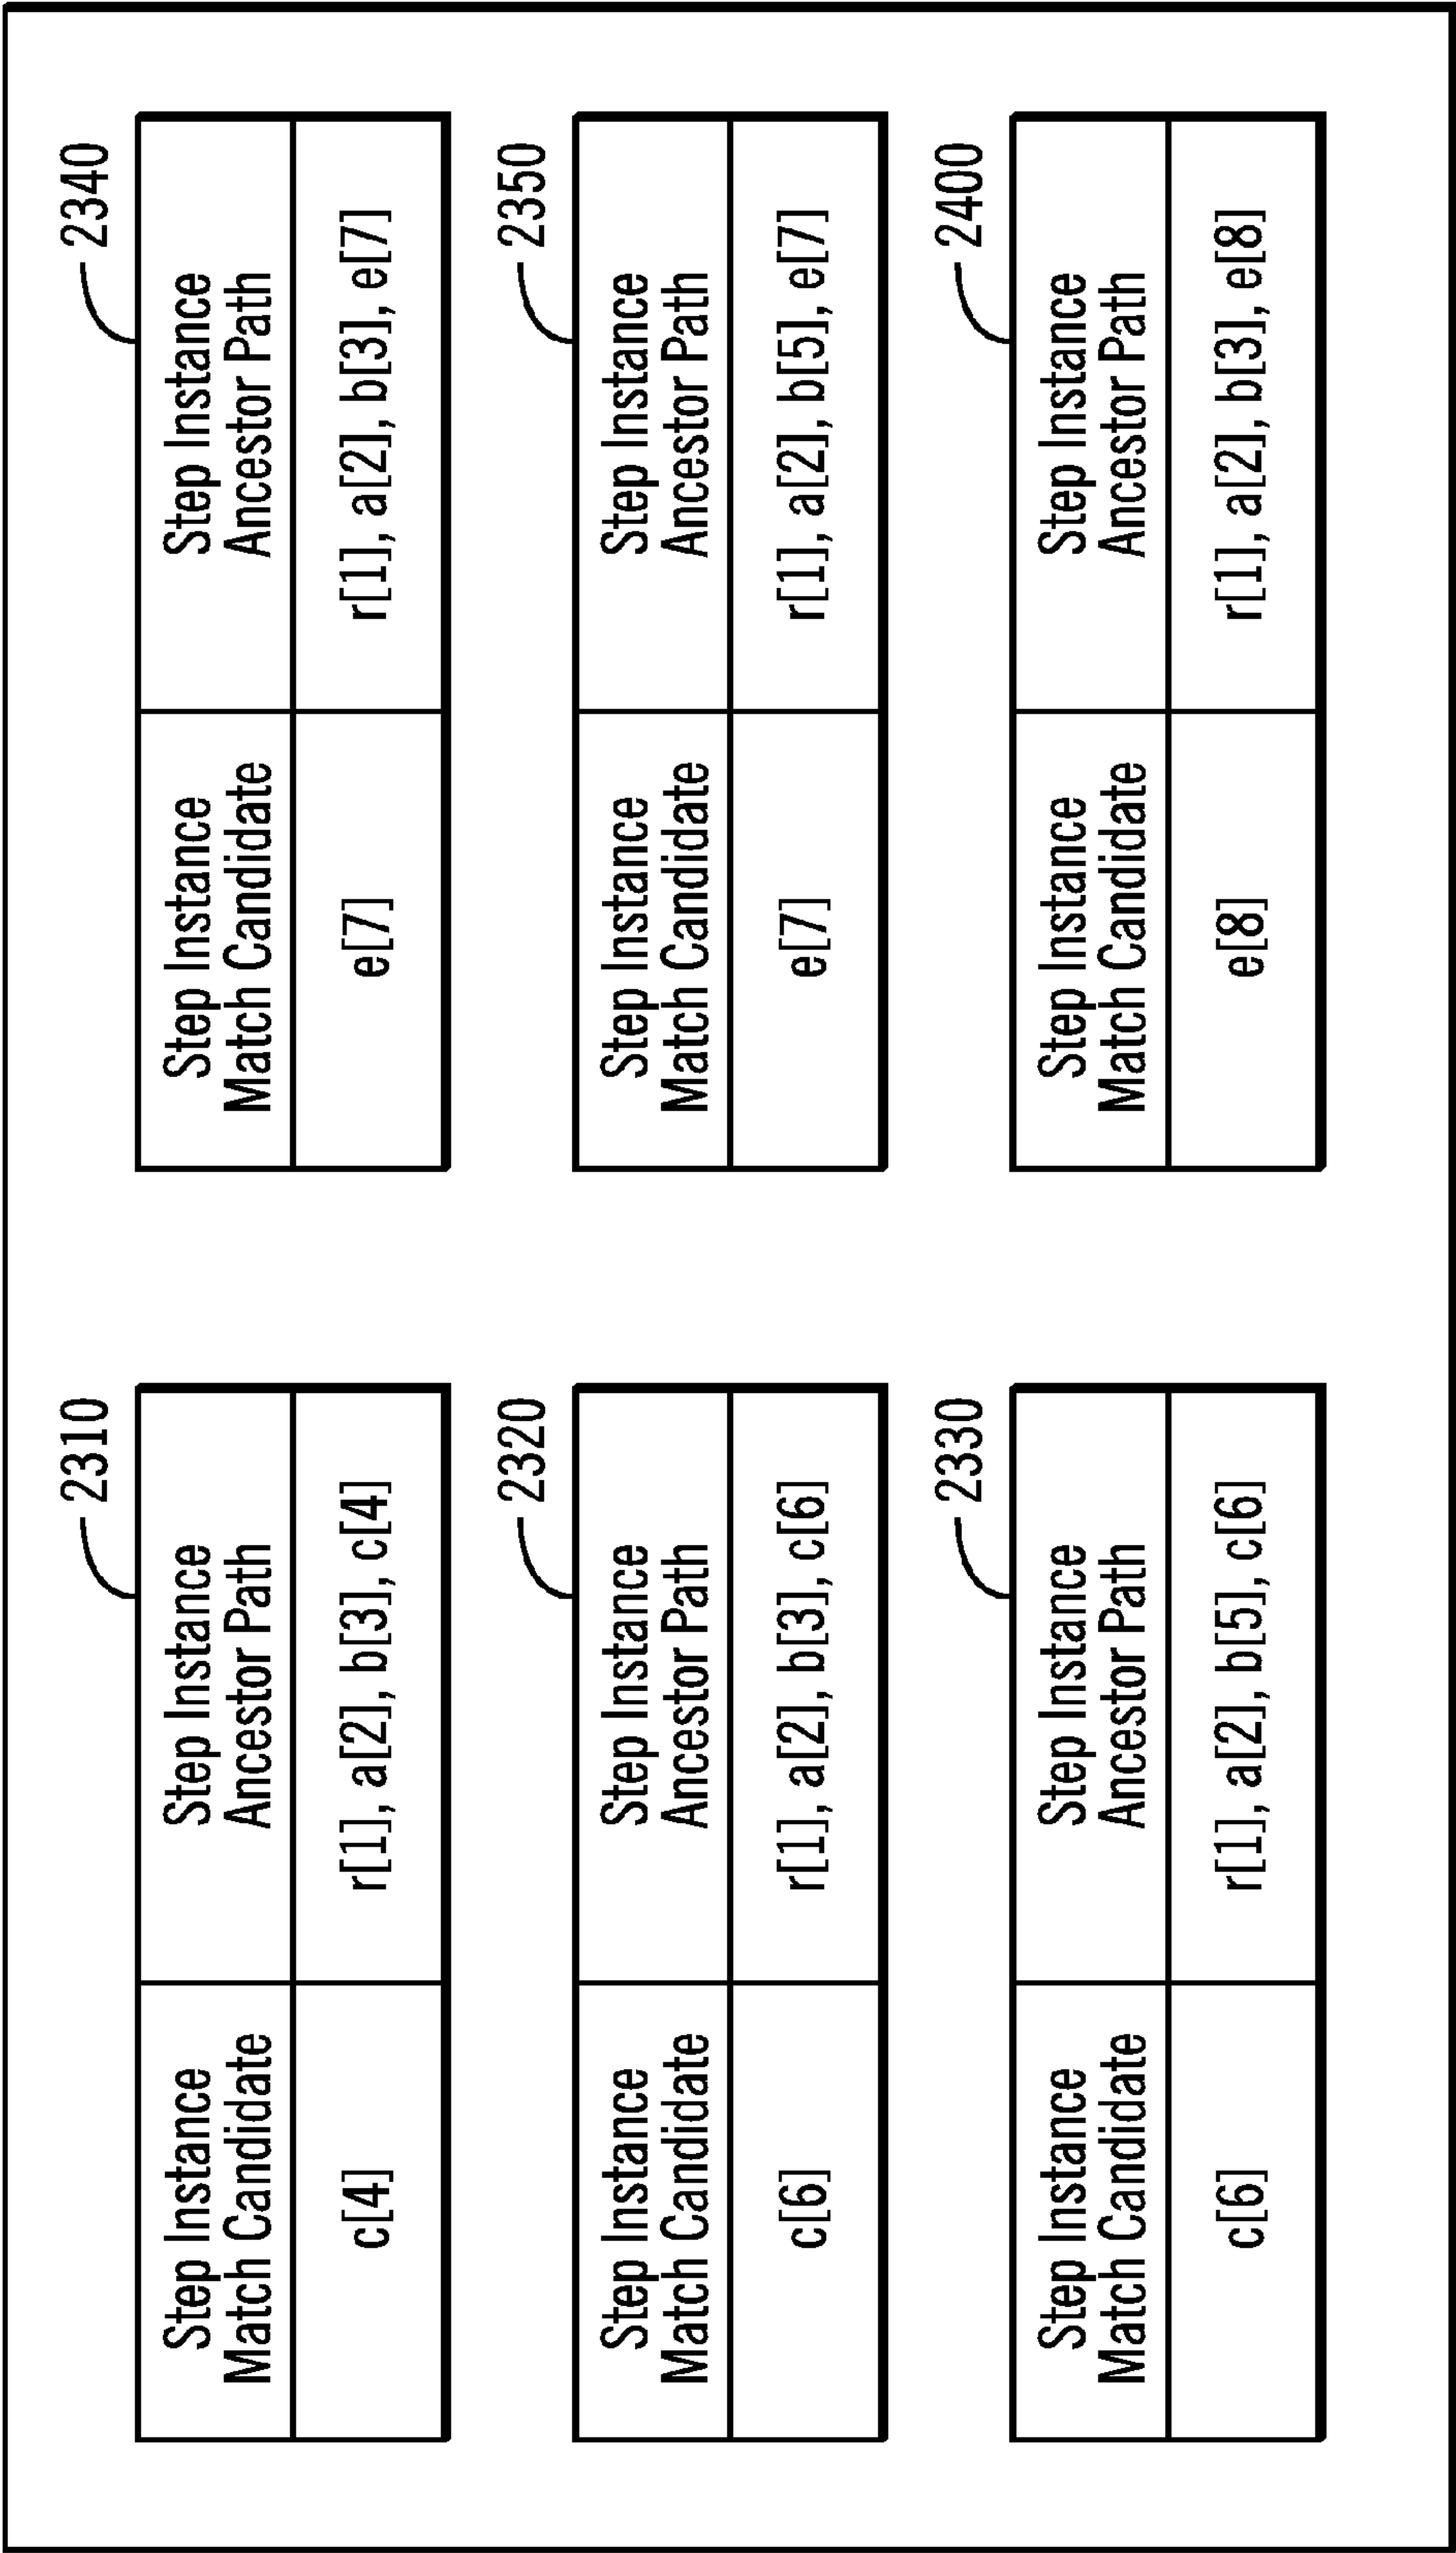 2310
Step Instance
Match Candidate
Step Instance
Ancestor Path
c[4]
r[1], a[2], b[3], c[4]
2320
Step Instance
Match Candidate
Step Instance
Ancestor Path
c[6]
r[1], a[2], b[3], c[6]
2330
Step Instance
Match Candidate
Step Instance
Ancestor Path
c[6]
r[1], a[2], b[5], c[6]
2340
Step Instance
Match Candidate
Step Instance
Ancestor Path
e[7]
r[1], a[2], b[3], e[7]
2350
Step Instance
Match Candidate
Step Instance
Ancestor Path
e[7]
r[1], a[2], b[5], e[7]
2400
Step Instance
Match Candidate
Step Instance
Ancestor Path
e[8]
r[1], a[2], b[3], e[8]